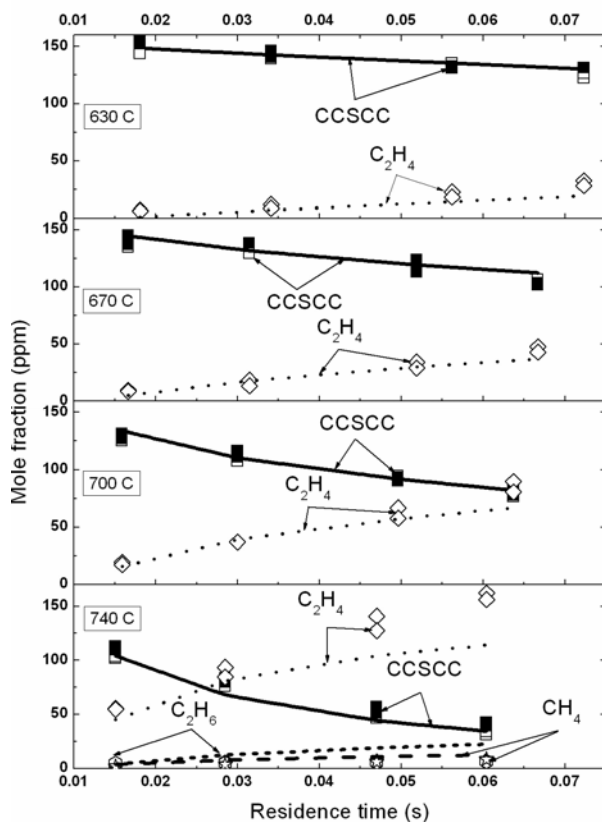 0.01 0.02 0.03 0.04 0.05 0.06 0.07
150
100
50
0
630 C
CCSCC
C₂H₄
150
100
50
0
670 C
CCSCC
C₂H₄
150
100
50
0
700 C
CCSCC
C₂H₄
150
100
50
0
740 C
C₂H₄
CCSCC
C₂H₆
CH₄
0.01 0.02 0.03 0.04 0.05 0.06 0.07
Residence time (s)
Mole fraction (ppm)